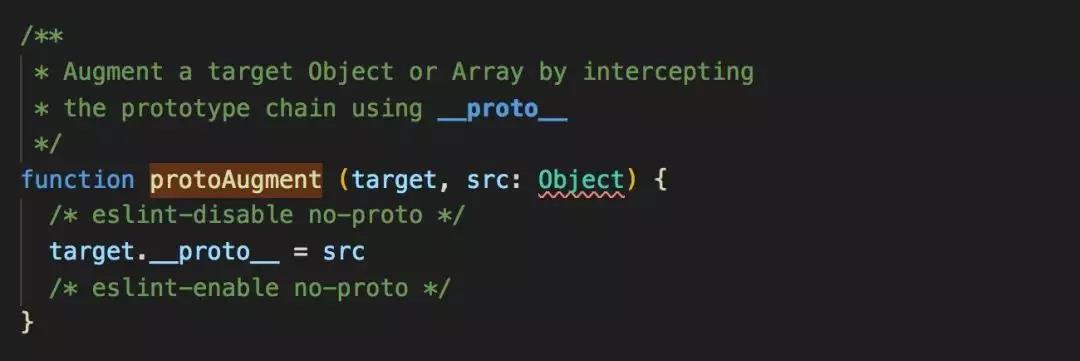 /**
 * Augment a target Object or Array by intercepting
 * the prototype chain using __proto__
 */
function protoAugment (target, src: Object) {
  /* eslint-disable no-proto */
  target.__proto__ = src
  /* eslint-enable no-proto */
}